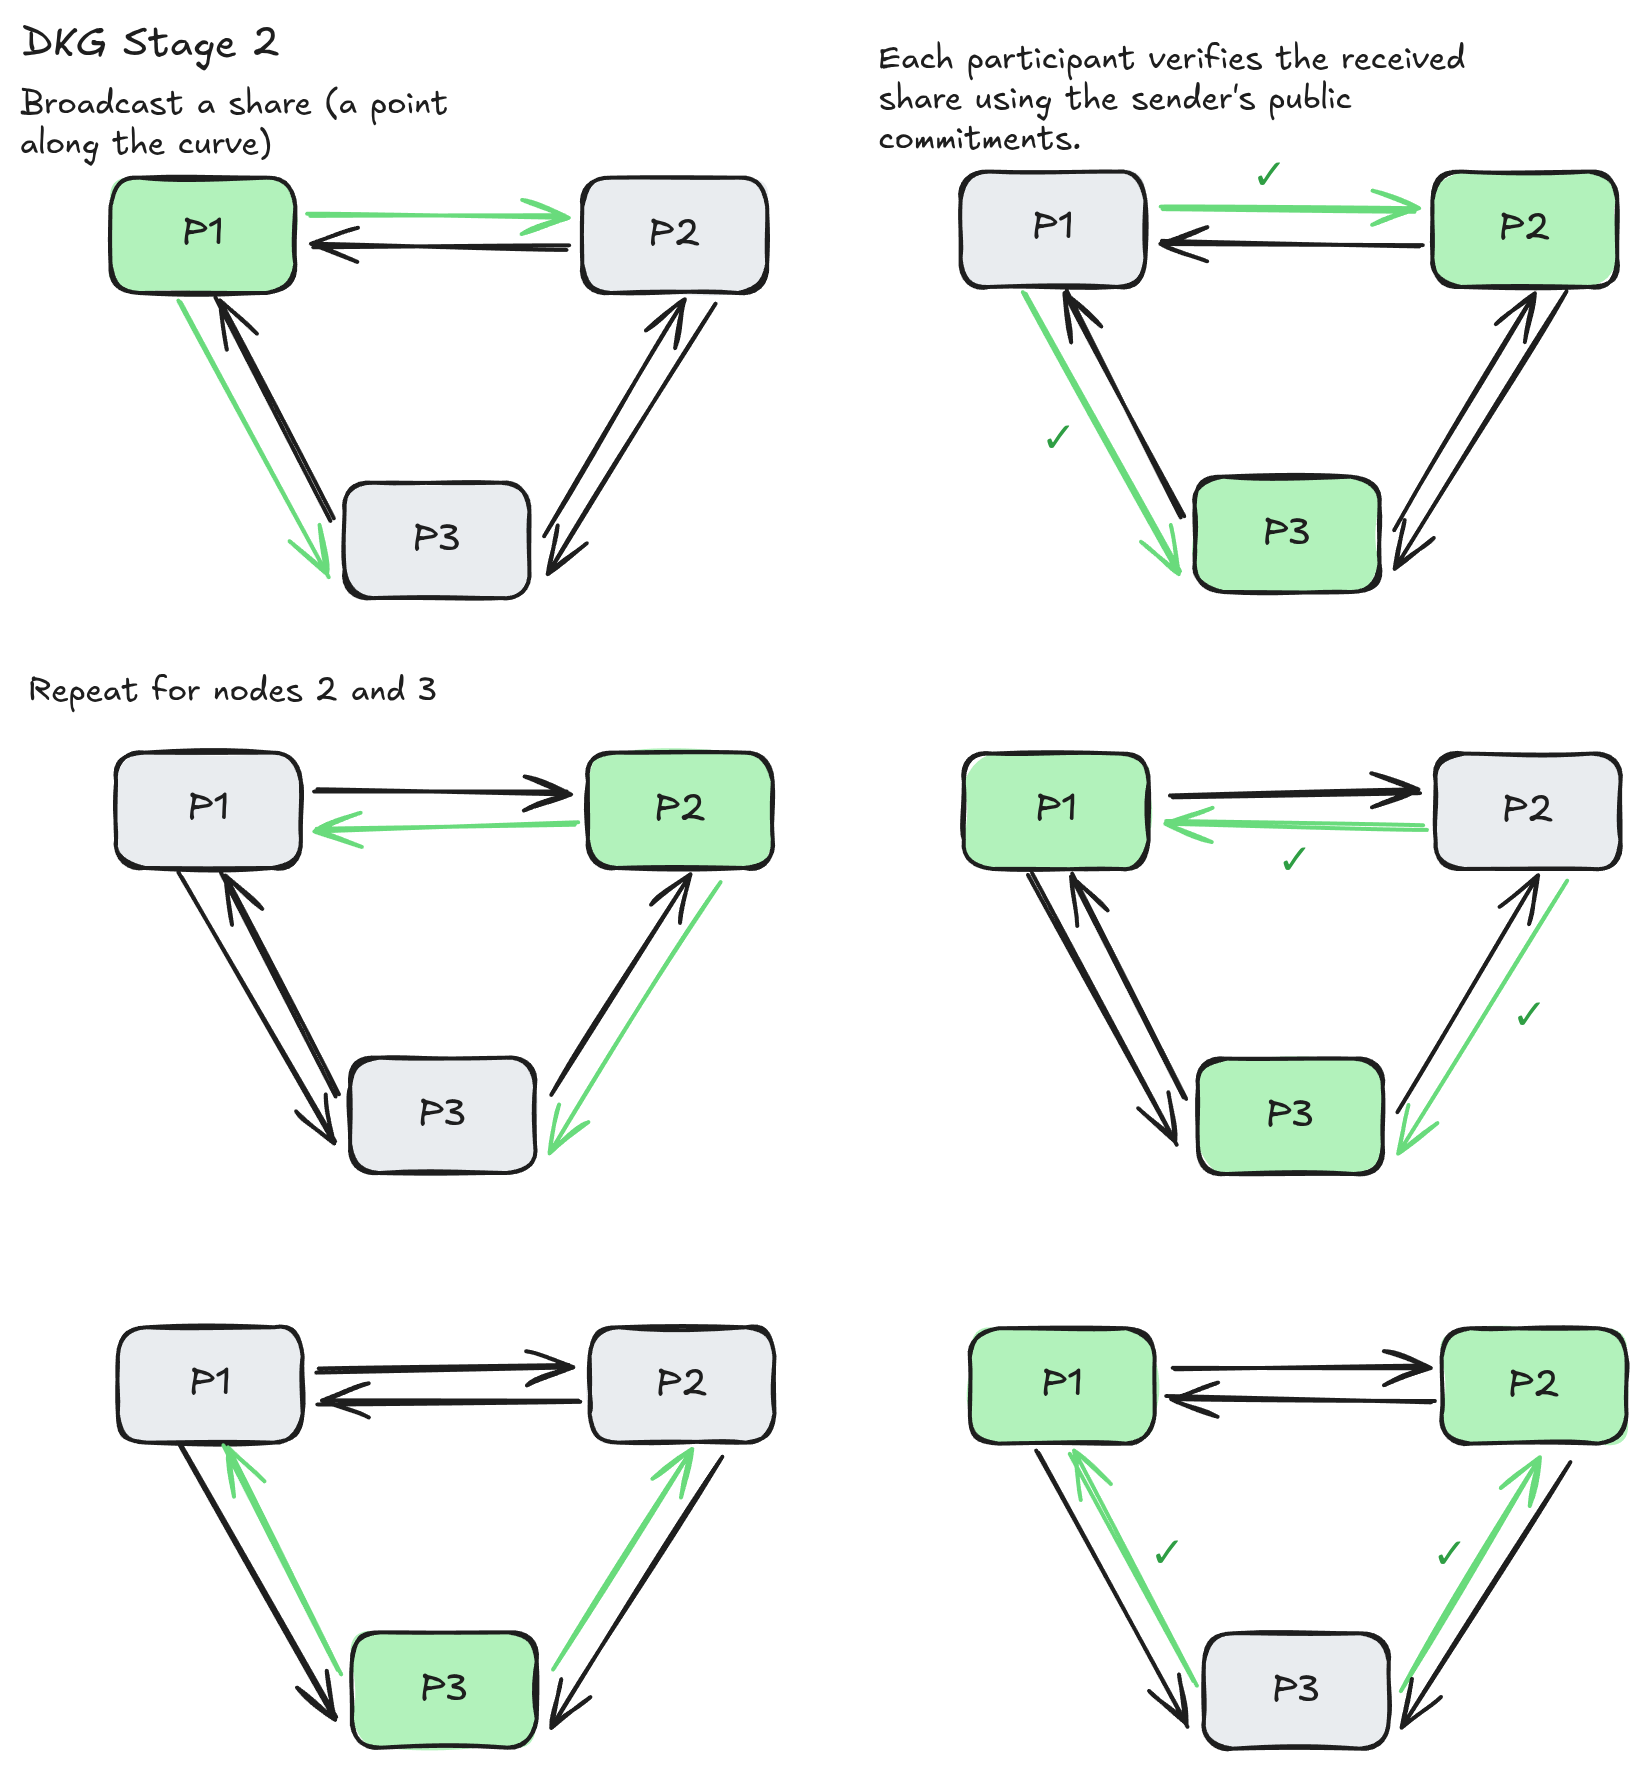 DKG Stage 2
Broadcast a share (a point
along the curve)
Each participant verifies the received
share using the sender's public
commitments.
✓
P1
P2
P1
P2
✓
P3
P3
Repeat for nodes 2 and 3
P1
P2
P1
P2
✓
✓
P3
P3
P1
P2
P1
P2
✓
✓
P3
P3